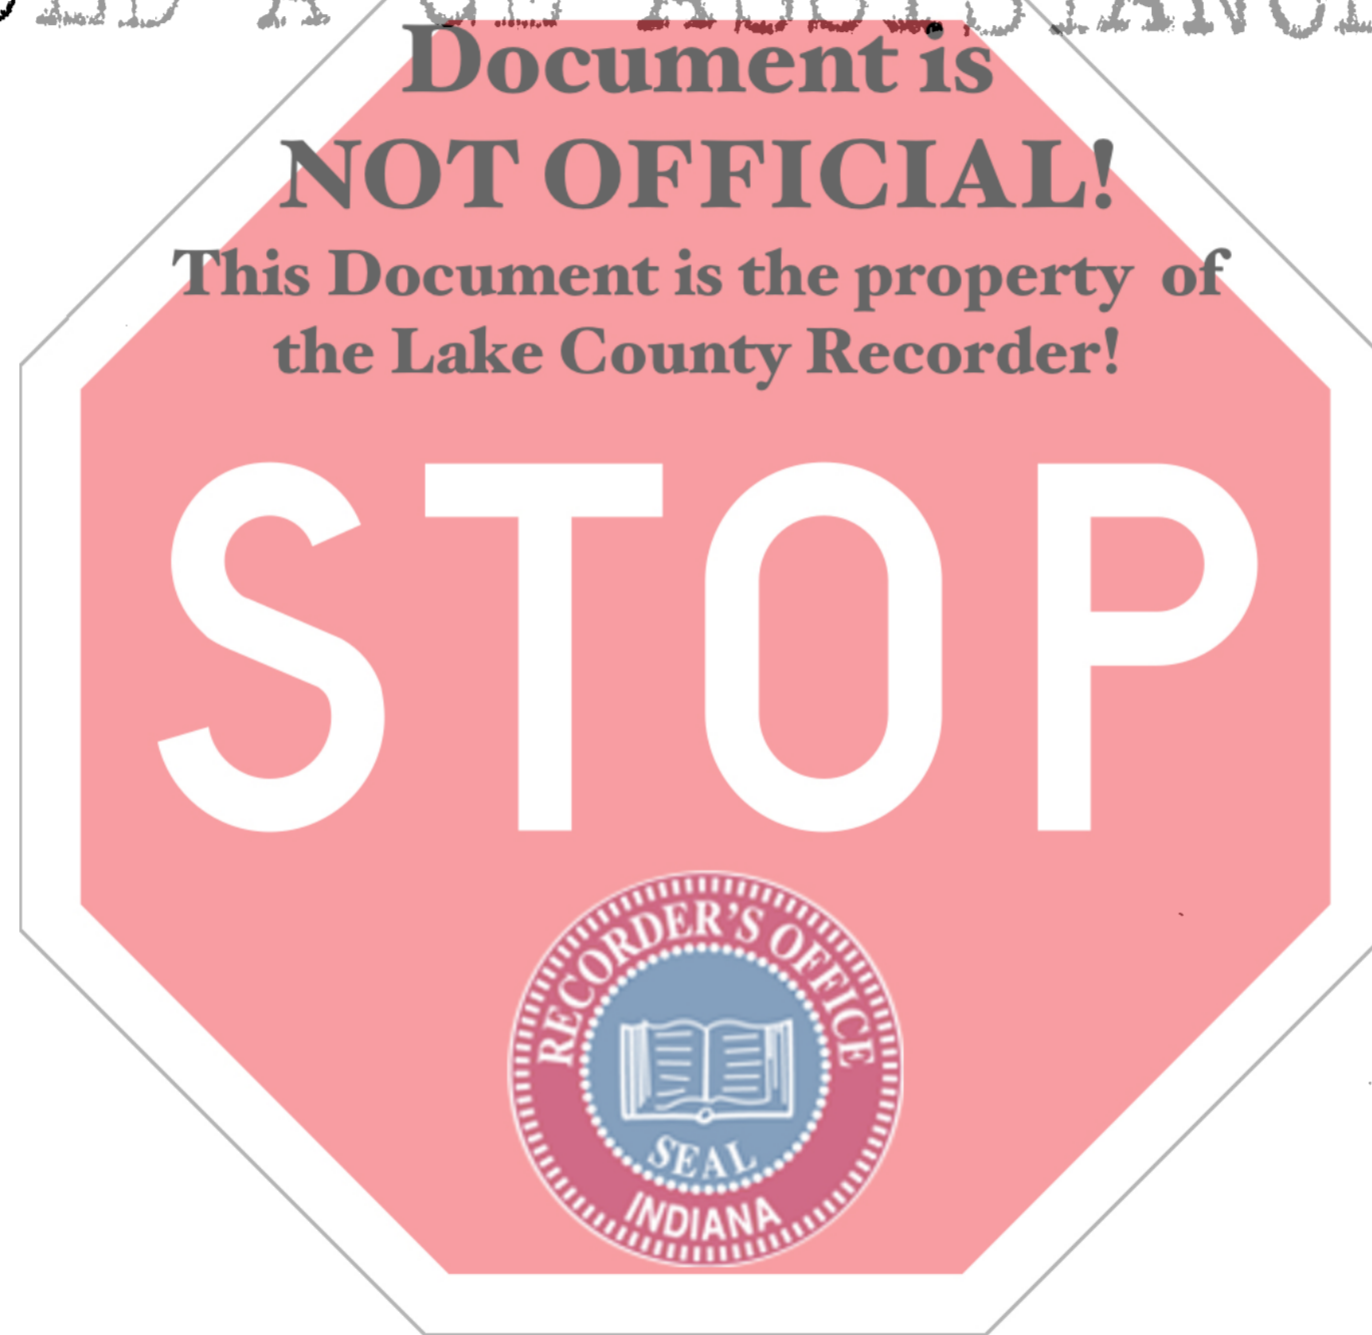 Document is
NOT OFFICIAL!
This Document is the property of
the Lake County Recorder!
STOP
RECORDER'S OFFICE
SEAL
INDIANA